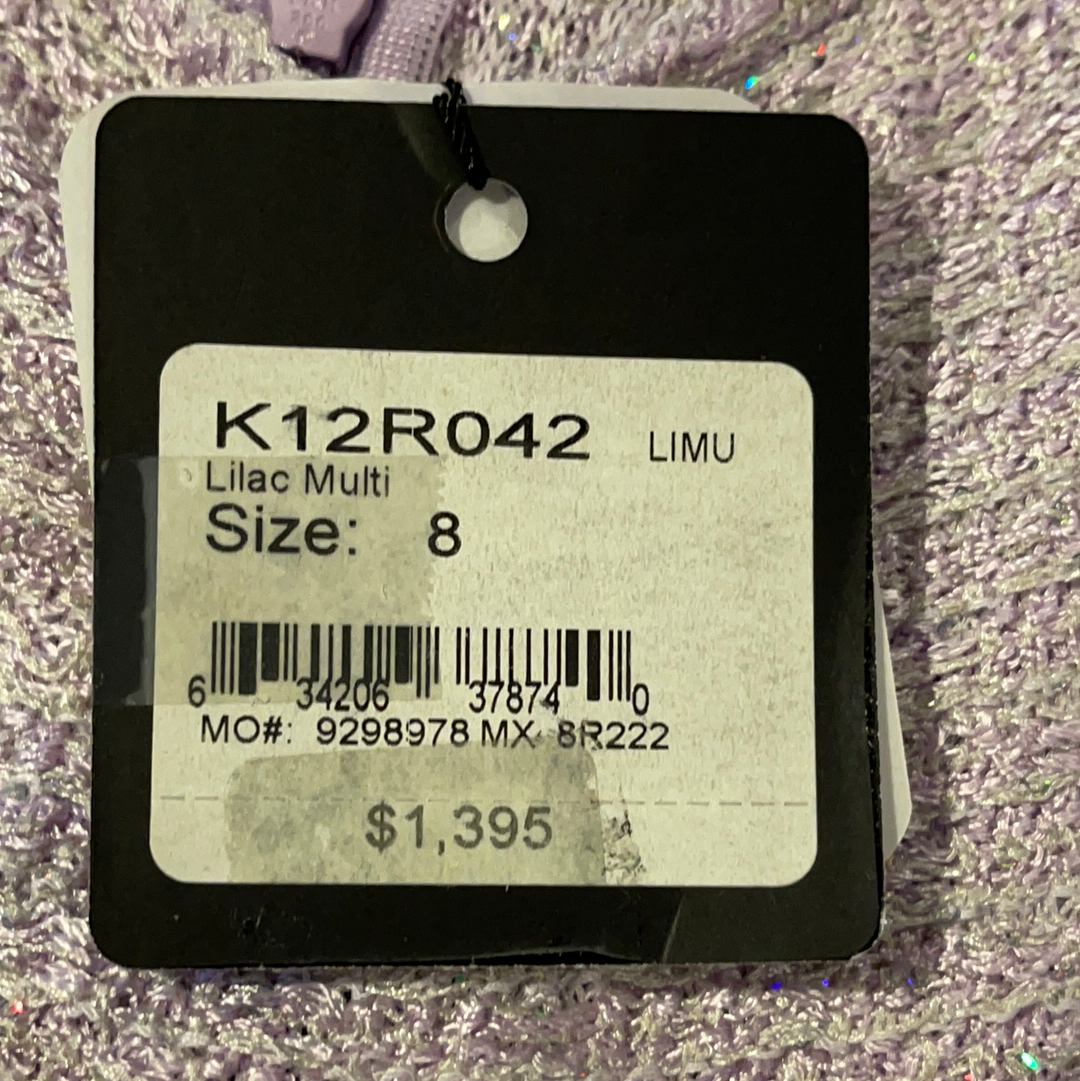 K12R042 LIMU
Lilac Multi
Size: 8
6 34206 37874 0
MO#: 9298978 MX 8R222
$1,395